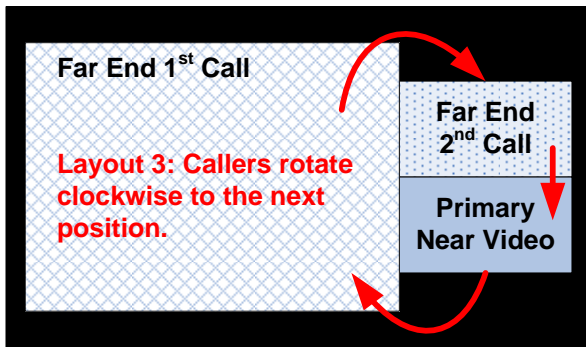 Far End 1st Call
Layout 3: Callers rotate
clockwise to the next
position.
Far End
2nd Call
Primary
Near Video